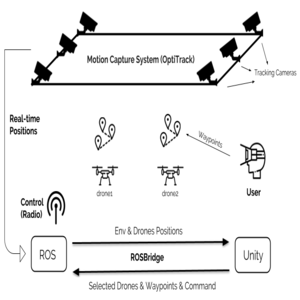 Motion Capture System (OptiTrack)
Tracking Cameras
Real-time
Positions
Waypoints
drone1
drone2
User
Control
(Radio)
Env & Drones Positions
ROS
ROSBridge
Unity
Selected Drones & Waypoints & Command